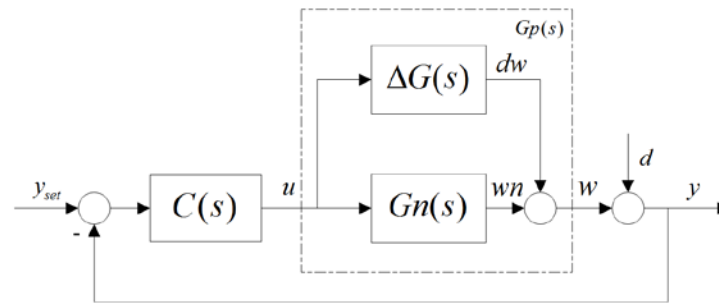 Gp(s)
ΔG(s)
dw
d
y_set
-
C(s)
u
Gn(s)
wn
w
y